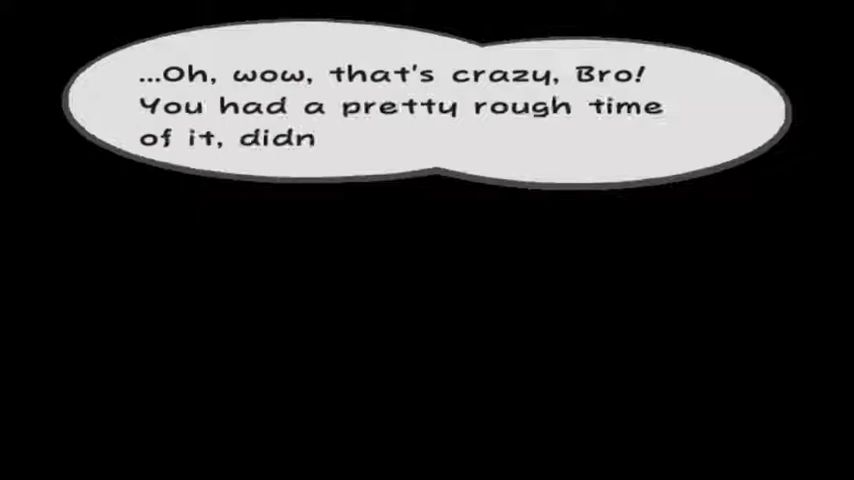 ...Oh, wow, that's crazy, Bro!
You had a pretty rough time
of it, didn